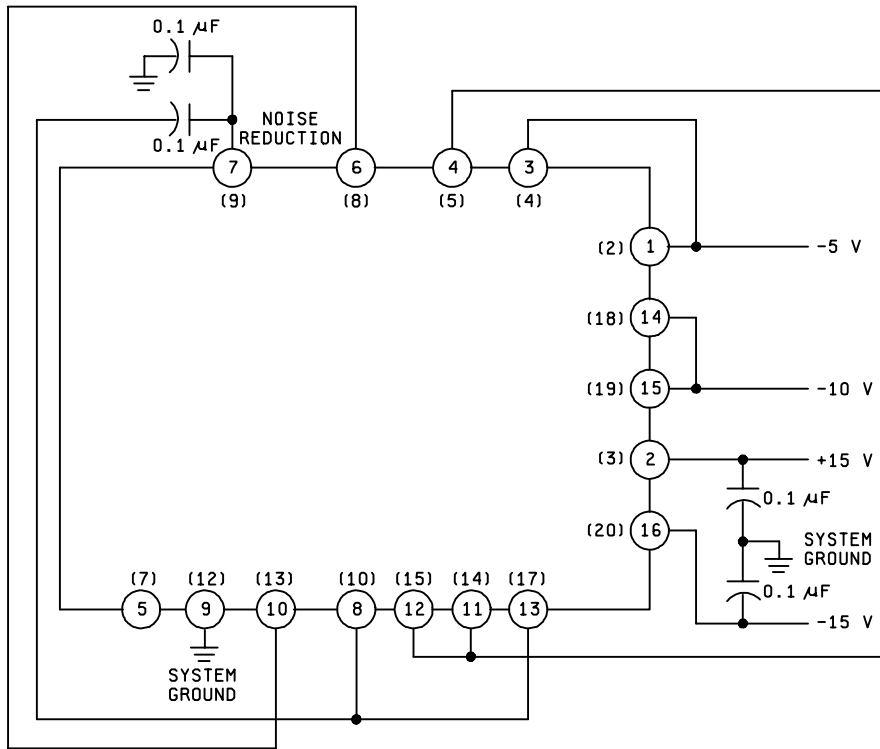 0.1 µF
0.1 µF
NOISE
REDUCTION
7
6
4
3
(9)
(8)
(5)
(4)
(2) 1
-5 V
(18) 14
(19) 15
-10 V
(3) 2
+15 V
0.1 µF
(20) 16
SYSTEM
GROUND
0.1 µF
-15 V
(7)
(12)
(13)
(10)
(15)
(14)
(17)
5
9
10
8
12
11
13
SYSTEM
GROUND